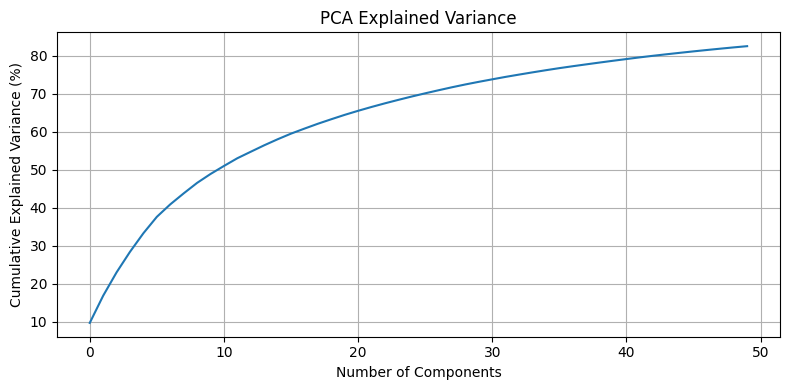 PCA Explained Variance
Cumulative Explained Variance (%)
80
70
60
50
40
30
20
10
0 10 20 30 40 50
Number of Components